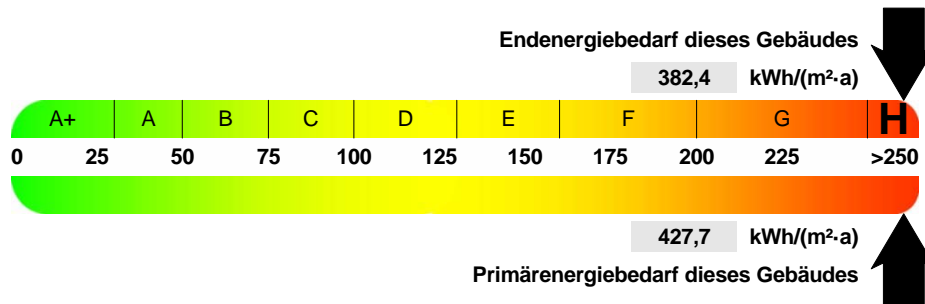 Endenergiebedarf dieses Gebäudes
382,4 kWh/(m²·a)
A+ A B C D E F G H
0 25 50 75 100 125 150 175 200 225 >250
427,7 kWh/(m²·a)
Primärenergiebedarf dieses Gebäudes